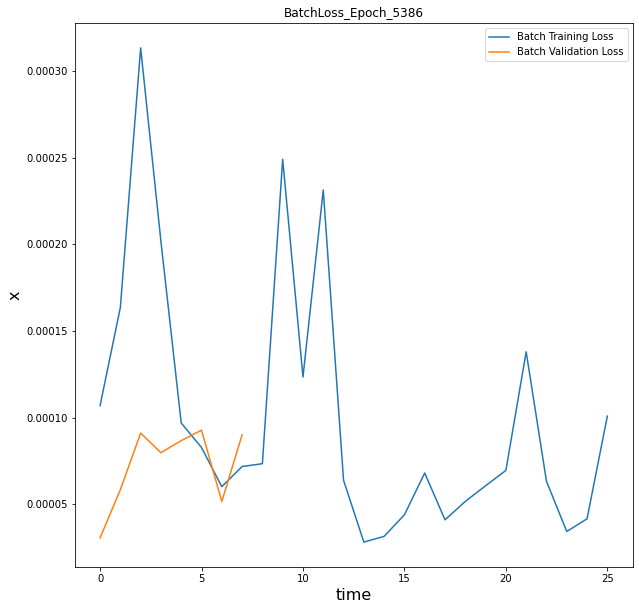 BatchLoss_Epoch_5386
Batch Training Loss
Batch Validation Loss
0.00030
0.00025
0.00020
0.00015
0.00010
0.00005
x
0 5 10 15 20 25
time